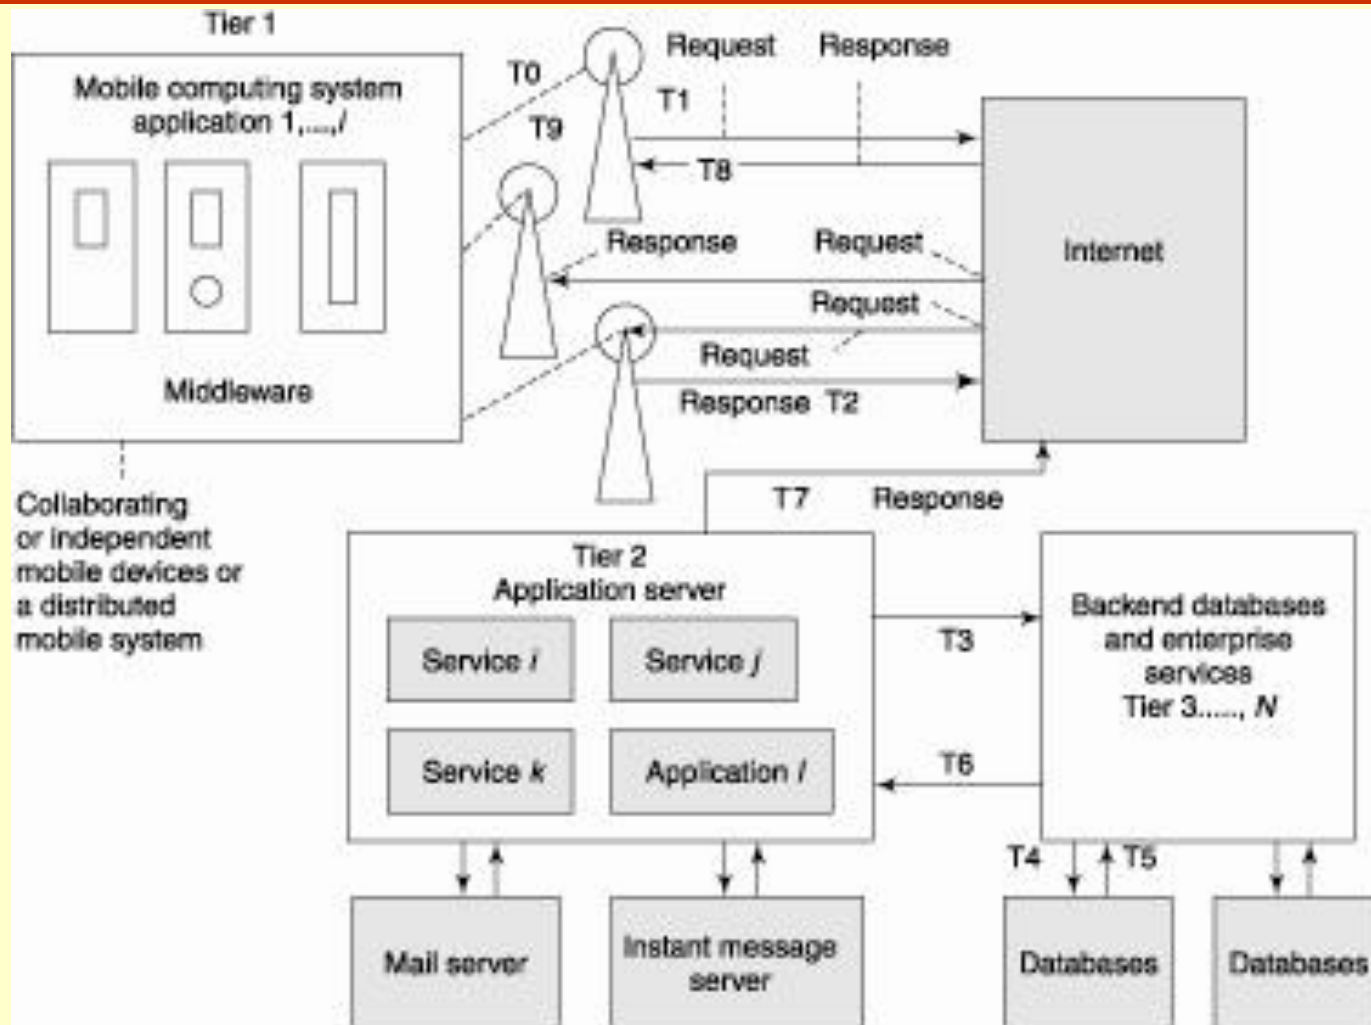 Tier 1
Mobile computing system
application 1,...,l
Middleware
Collaborating
or independent
mobile devices or
a distributed
mobile system
T0
T9
Request
Response
T1
T8
Response
Request
Request
Request
Response T2
Internet
T7
Response
Tier 2
Application server
Service i
Service j
Service k
Application l
T3
T6
Backend databases
and enterprise
services
Tier 3....., N
T4
T5
Mail server
Instant message
server
Databases
Databases